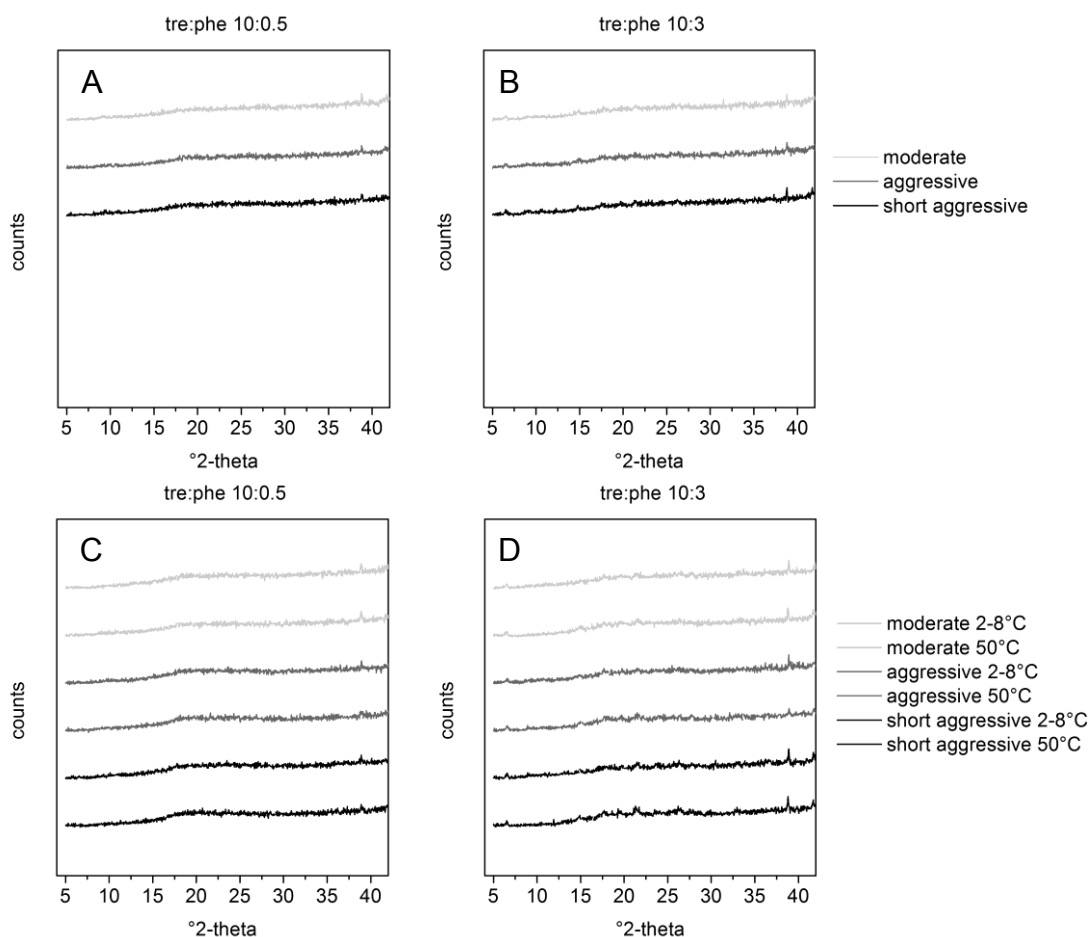 tre:phe 10:0.5
tre:phe 10:3
A
B
counts
counts
moderate
aggressive
short aggressive
5 10 15 20 25 30 35 40
5 10 15 20 25 30 35 40
°2-theta
°2-theta
tre:phe 10:0.5
tre:phe 10:3
C
D
counts
counts
moderate 2-8°C
moderate 50°C
aggressive 2-8°C
aggressive 50°C
short aggressive 2-8°C
short aggressive 50°C
5 10 15 20 25 30 35 40
5 10 15 20 25 30 35 40
°2-theta
°2-theta